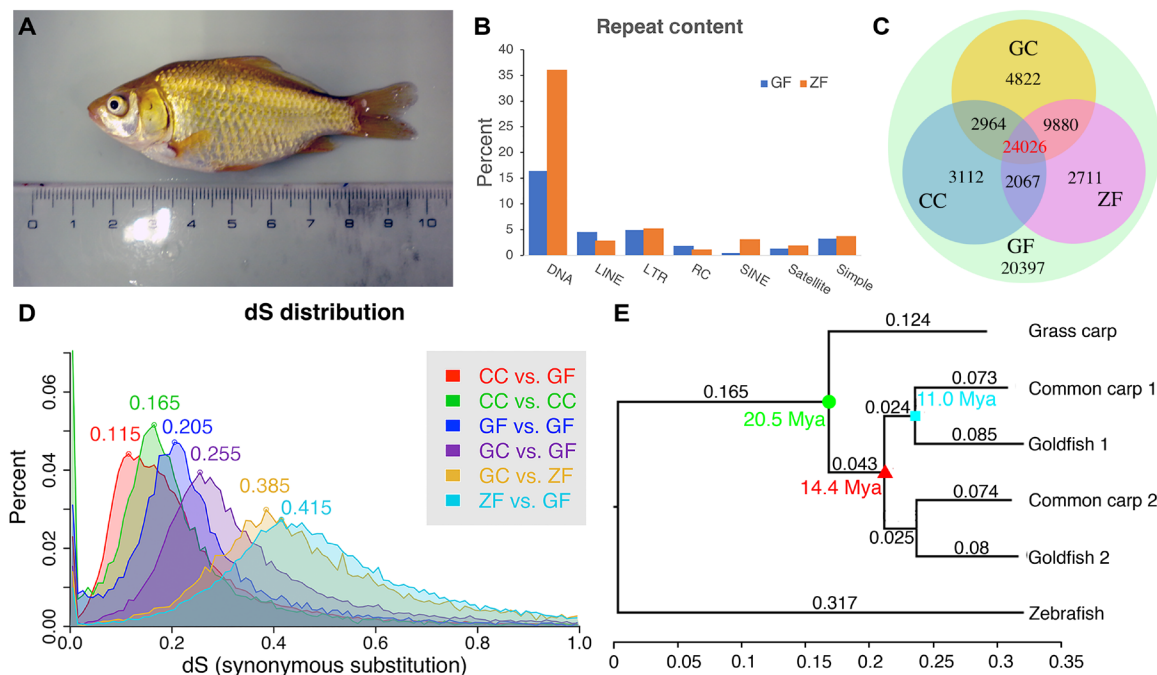 A
0 1 2 3 4 5 6 7 8 9 10
B
Repeat content
Percent
40
35
30
25
20
15
10
5
0
GF ZF
DNA LINE LTR RC SINE Satellite Simple
C
GC
4822
2964 9880
24026
3112 2067 2711
CC ZF
GF
20397
D
dS distribution
Percent
0.06
0.04
0.02
0.00
0.115
0.165
0.205
0.255
0.385
0.415
CC vs. GF
CC vs. CC
GF vs. GF
GC vs. GF
GC vs. ZF
ZF vs. GF
0.0 0.2 0.4 0.6 0.8 1.0
dS (synonymous substitution)
E
0.124
Grass carp
0.165
20.5 Mya
0.073
Common carp 1
0.024
11.0 Mya
0.085
Goldfish 1
0.043
14.4 Mya
0.074
Common carp 2
0.025
0.08
Goldfish 2
0.317
Zebrafish
0 0.05 0.1 0.15 0.2 0.25 0.3 0.35